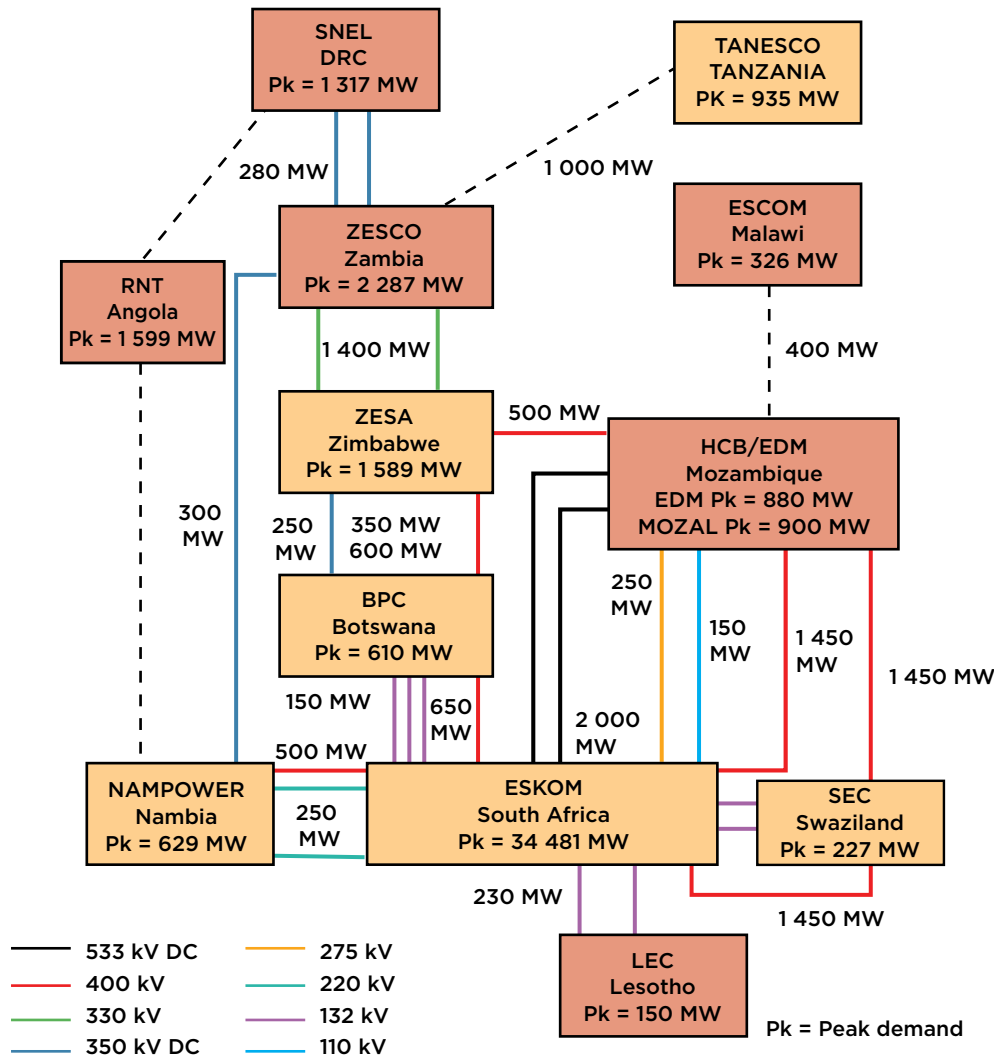 SNEL
DRC
Pk = 1 317 MW
TANESCO
TANZANIA
PK = 935 MW
280 MW
1 000 MW
ZESCO
Zambia
Pk = 2 287 MW
ESCOM
Malawi
Pk = 326 MW
RNT
Angola
Pk = 1 599 MW
1 400 MW
400 MW
ZESA
Zimbabwe
Pk = 1 589 MW
500 MW
HCB/EDM
Mozambique
EDM Pk = 880 MW
MOZAL Pk = 900 MW
300
MW
250
MW
350 MW
600 MW
BPC
Botswana
Pk = 610 MW
250
MW
150
MW
1 450
MW
1 450 MW
150 MW
650
MW
2 000
MW
500 MW
NAMPOWER
Nambia
Pk = 629 MW
250
MW
ESKOM
South Africa
Pk = 34 481 MW
SEC
Swaziland
Pk = 227 MW
230 MW
1 450 MW
LEC
Lesotho
Pk = 150 MW
533 kV DC
400 kV
330 kV
350 kV DC
275 kV
220 kV
132 kV
110 kV
Pk = Peak demand